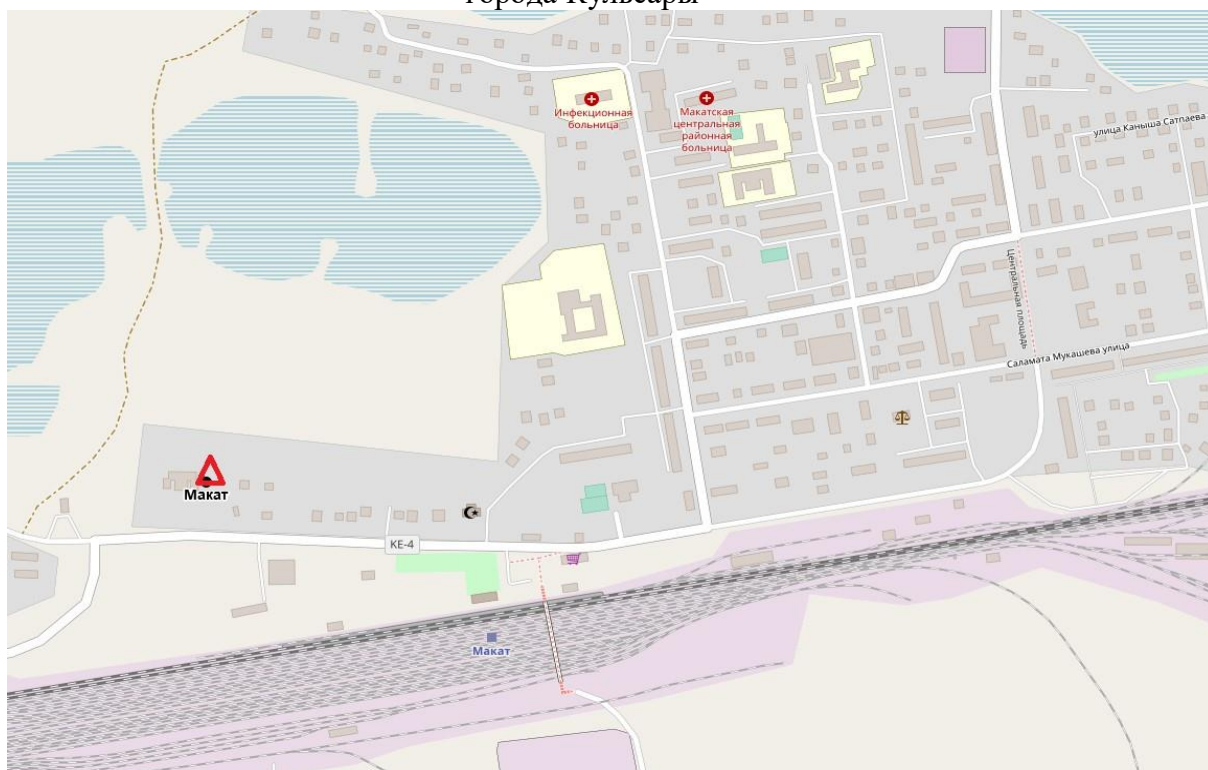 города Кульсары
Инфекционная
больница
Макатская
центральная
районная
больница
улица Каныша Сатпаева
Центральная площадь
Саламата Мукашева улица
Макат
KE-4
Макат